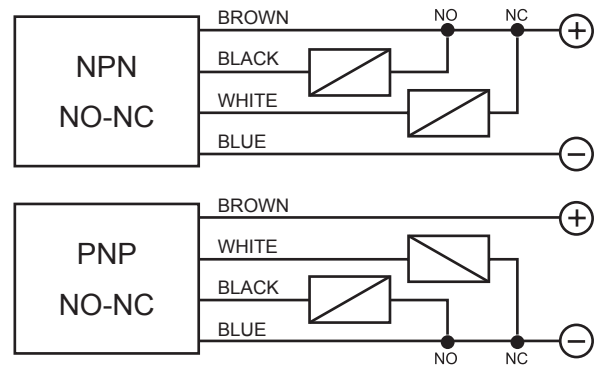 BROWN
NO
NC
+
NPN
NO-NC
BLACK
WHITE
BLUE
−
BROWN
+
PNP
NO-NC
WHITE
BLACK
BLUE
−
NO
NC